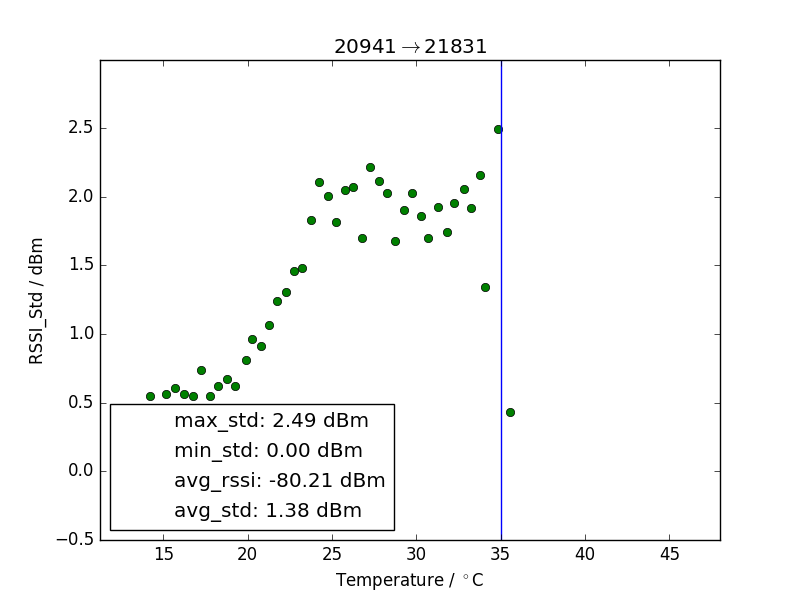 20941→21831
2.5
2.0
1.5
1.0
0.5
0.0
−0.5
RSSI_Std / dBm
max_std: 2.49 dBm
min_std: 0.00 dBm
avg_rssi: -80.21 dBm
avg_std: 1.38 dBm
15 20 25 30 35 40 45
Temperature / °C